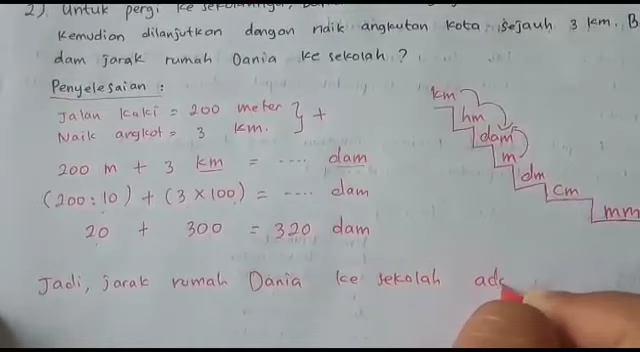 2). Untuk pergi ke sekolahnya,
kemudian dilanjutkan dengan naik angkutan kota sejauh 3 km. B
dam jarak rumah Dania ke sekolah ?
Penyelesaian :
Jalan kaki = 200 meter
Naik angkot = 3 km. } +
200 m + 3 km = .... dam
(200 : 10) + (3 x 100) = .... dam
20 + 300 = 320 dam
Jadi, jarak rumah Dania ke sekolah ada
km
hm
dam
m
dm
cm
mm